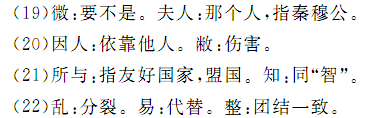 (19)微:要不是。夫人:那个人,指秦穆公。
(20)因人:依靠他人。敝:伤害。
(21)所与:指友好国家,盟国。知:同“智”。
(22)乱:分裂。易:代替。整:团结一致。